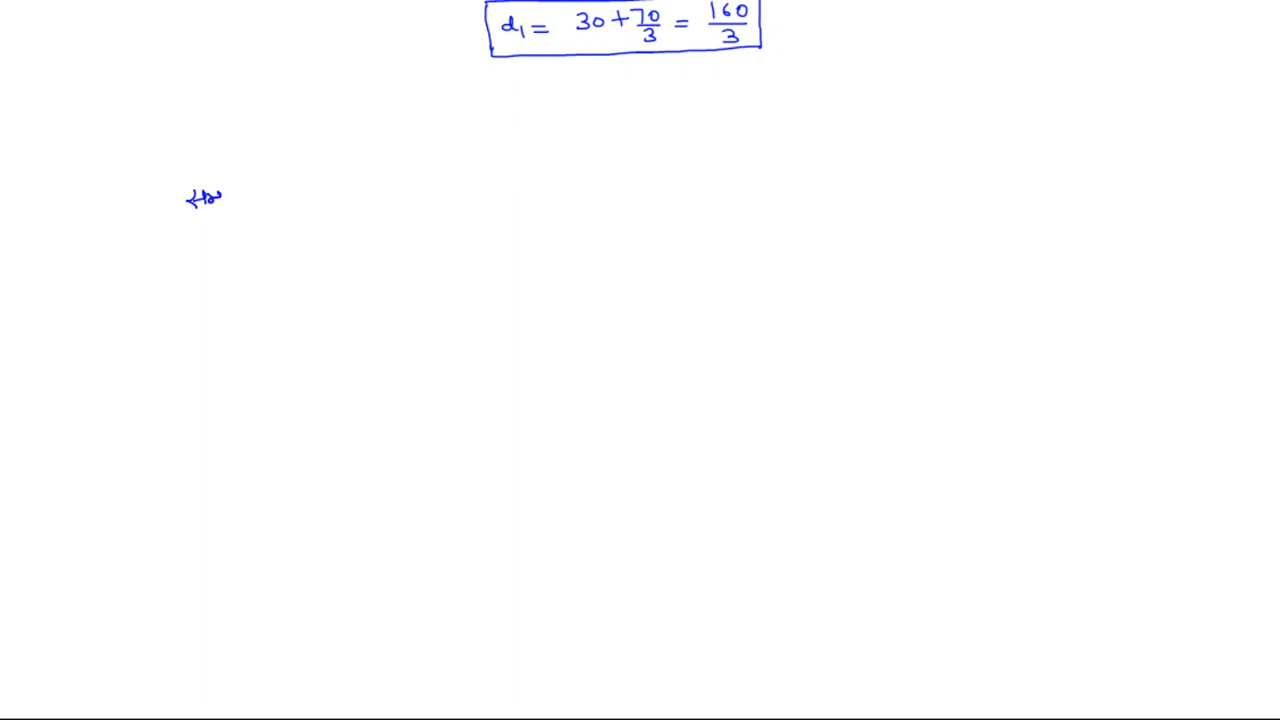 d₁ = 30 + 70/3 = 160/3